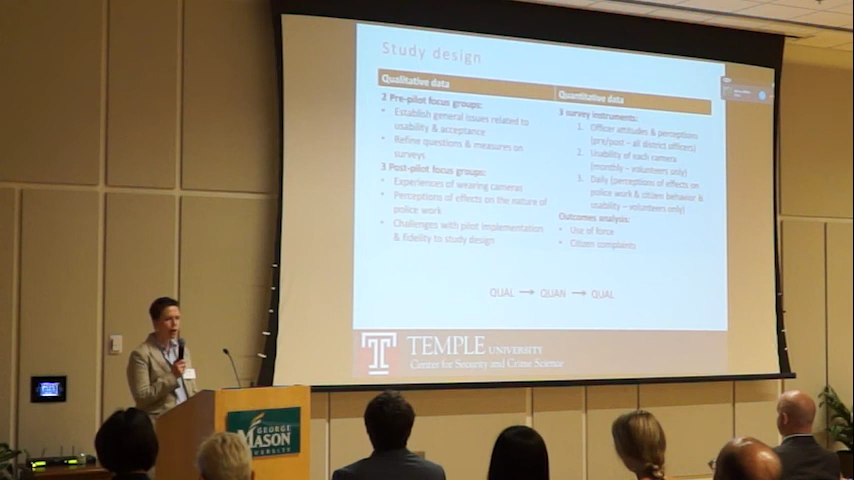 Study design
Qualitative data
2 Pre-pilot focus groups:
• Establish general issues related to
usability & acceptance
• Refine questions & measures on
surveys
3 Post-pilot focus groups:
• Experiences of wearing cameras
• Perceptions of effects on the nature of
police work
• Challenges with pilot implementation
& fidelity to study design
Quantitative data
3 survey instruments:
1. Officer attitudes & perceptions
(pre/post – all district officers)
2. Usability of each camera
(monthly – volunteers only)
3. Daily (perceptions of effects on
police work & citizen behavior &
usability – volunteers only)
Outcomes analysis:
• Use of force
• Citizen complaints
QUAL → QUAN → QUAL
T TEMPLE UNIVERSITY
Center for Security and Crime Science
GEORGE
MASON